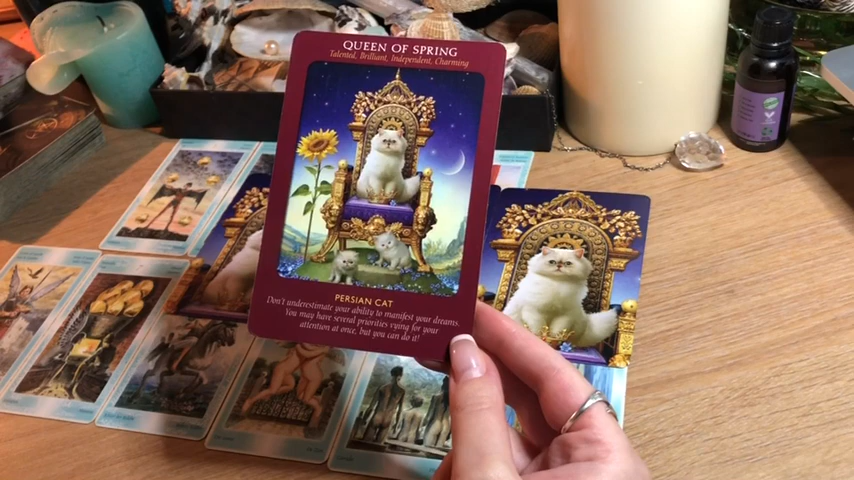 QUEEN OF SPRING
Talented, Brilliant, Independent, Charming
PERSIAN CAT
Don't underestimate your ability to manifest your dreams.
You may have several priorities vying for your
attention at once, but you can do it!